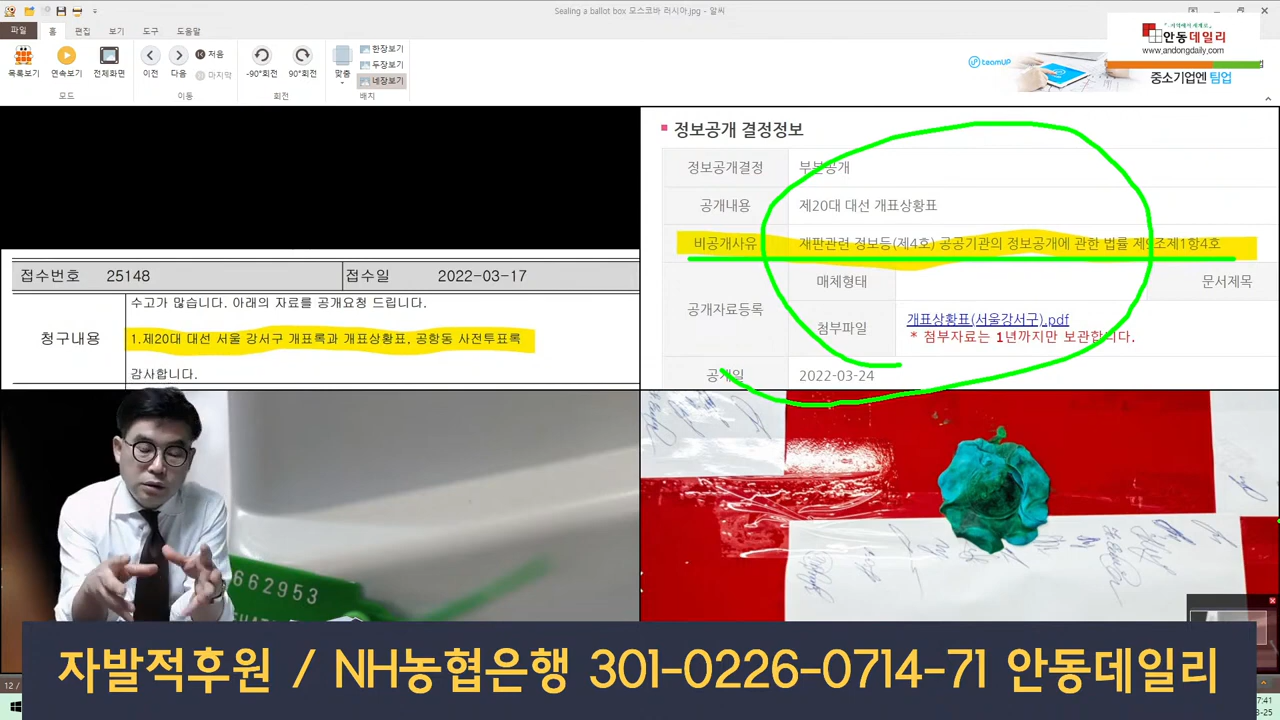 Sealing a ballot box 모스코바 러시아.jpg - 알씨
파일 홈 편집 보기 도구 도움말
목록보기 연속보기 전체화면 이전 다음 처음 마지막 -90°회전 90°회전 맞춤 한장보기 두장보기 네장보기
모드 이동 회전 배지
teamUP
중소기업엔 팀업
안동데일리
www.andongdaily.com
정보공개 결정정보
정보공개결정 부분공개
공개내용 제20대 대선 개표상황표
비공개사유 재판관련 정보등(제4호) 공공기관의 정보공개에 관한 법률 제9조제1항4호
공개자료등록 매체형태 문서제목
첨부파일 개표상황표(서울강서구).pdf
* 첨부자료는 1년까지만 보관합니다.
공개일 2022-03-24
접수번호 25148 접수일 2022-03-17
청구내용 수고가 많습니다. 아래의 자료를 공개요청 드립니다.
1.제20대 대선 서울 강서구 개표록과 개표상황표, 공항동 사전투표록
감사합니다.
662953
자발적후원 / NH농협은행 301-0226-0714-71 안동데일리